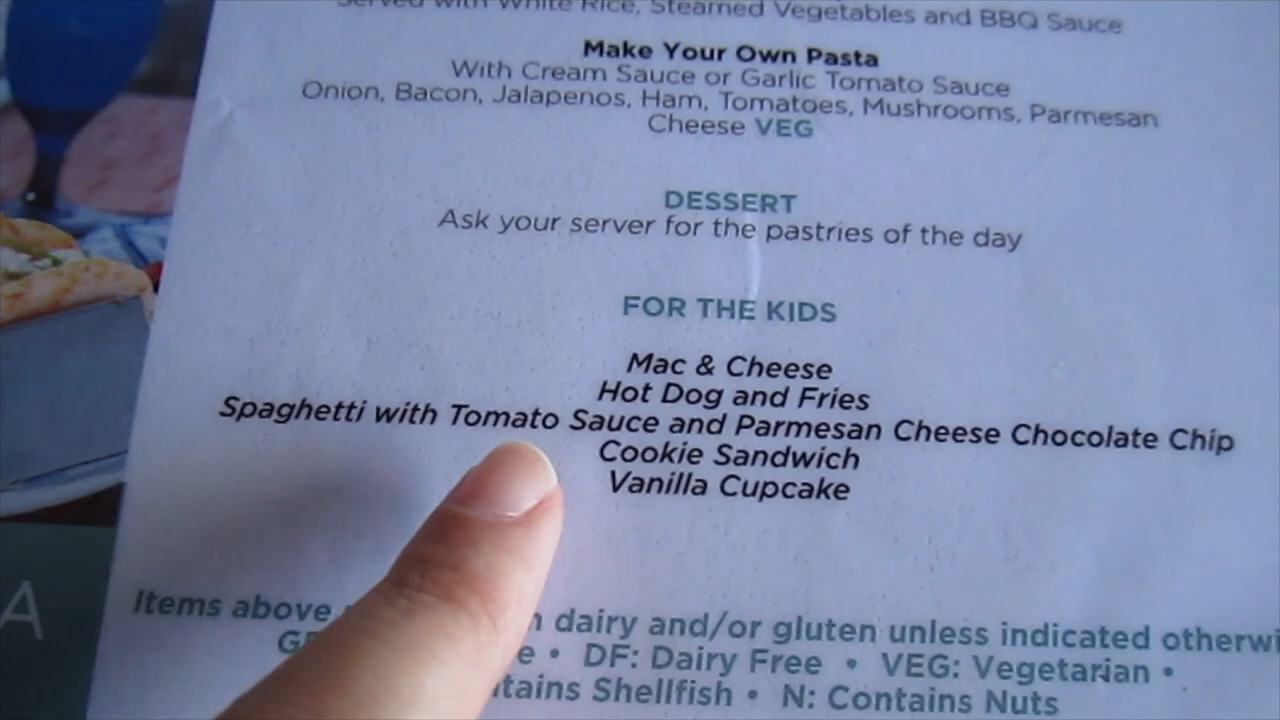 Served with White Rice, Steamed Vegetables and BBQ Sauce
Make Your Own Pasta
With Cream Sauce or Garlic Tomato Sauce
Onion, Bacon, Jalapenos, Ham, Tomatoes, Mushrooms, Parmesan
Cheese VEG
DESSERT
Ask your server for the pastries of the day
FOR THE KIDS
Mac & Cheese
Hot Dog and Fries
Spaghetti with Tomato Sauce and Parmesan Cheese Chocolate Chip
Cookie Sandwich
Vanilla Cupcake
Items above dairy and/or gluten unless indicated
• DF: Dairy Free • VEG: Vegetarian •
Shellfish • N: Contains Nuts
A